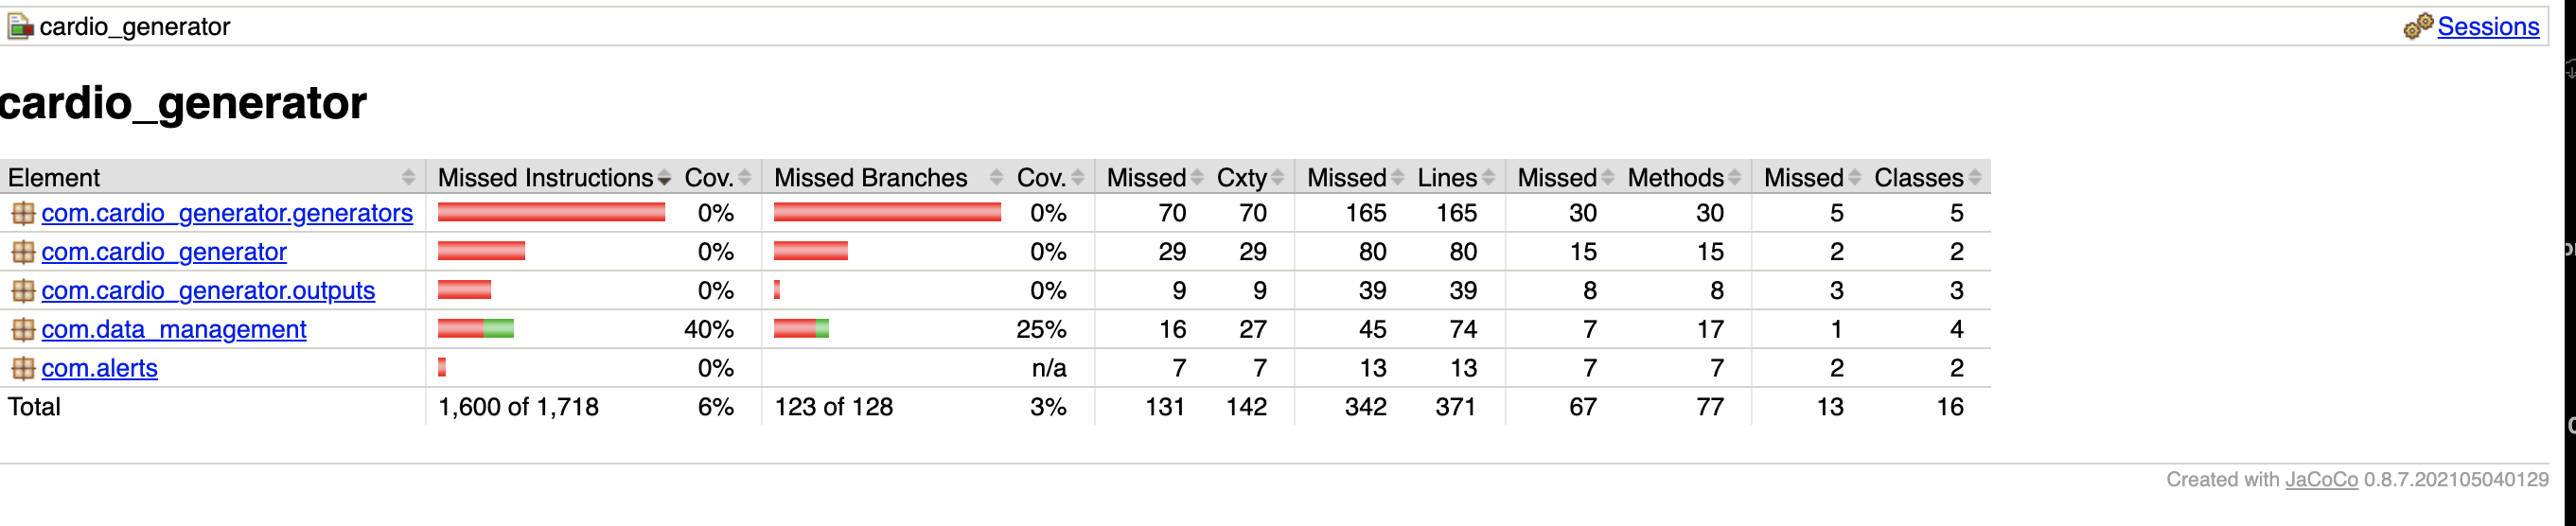 cardio_generator Sessions
cardio_generator
Element Missed Instructions Cov. Missed Branches Cov. Missed Cxty Missed Lines Missed Methods Missed Classes
com.cardio_generator.generators 0% 0% 70 70 165 165 30 30 5 5
com.cardio_generator 0% 0% 29 29 80 80 15 15 2 2
com.cardio_generator.outputs 0% 0% 9 9 39 39 8 8 3 3
com.data_management 40% 25% 16 27 45 74 7 17 1 4
com.alerts 0% n/a 7 7 13 13 7 7 2 2
Total 1,600 of 1,718 6% 123 of 128 3% 131 142 342 371 67 77 13 16
Created with JaCoCo 0.8.7.202105040129